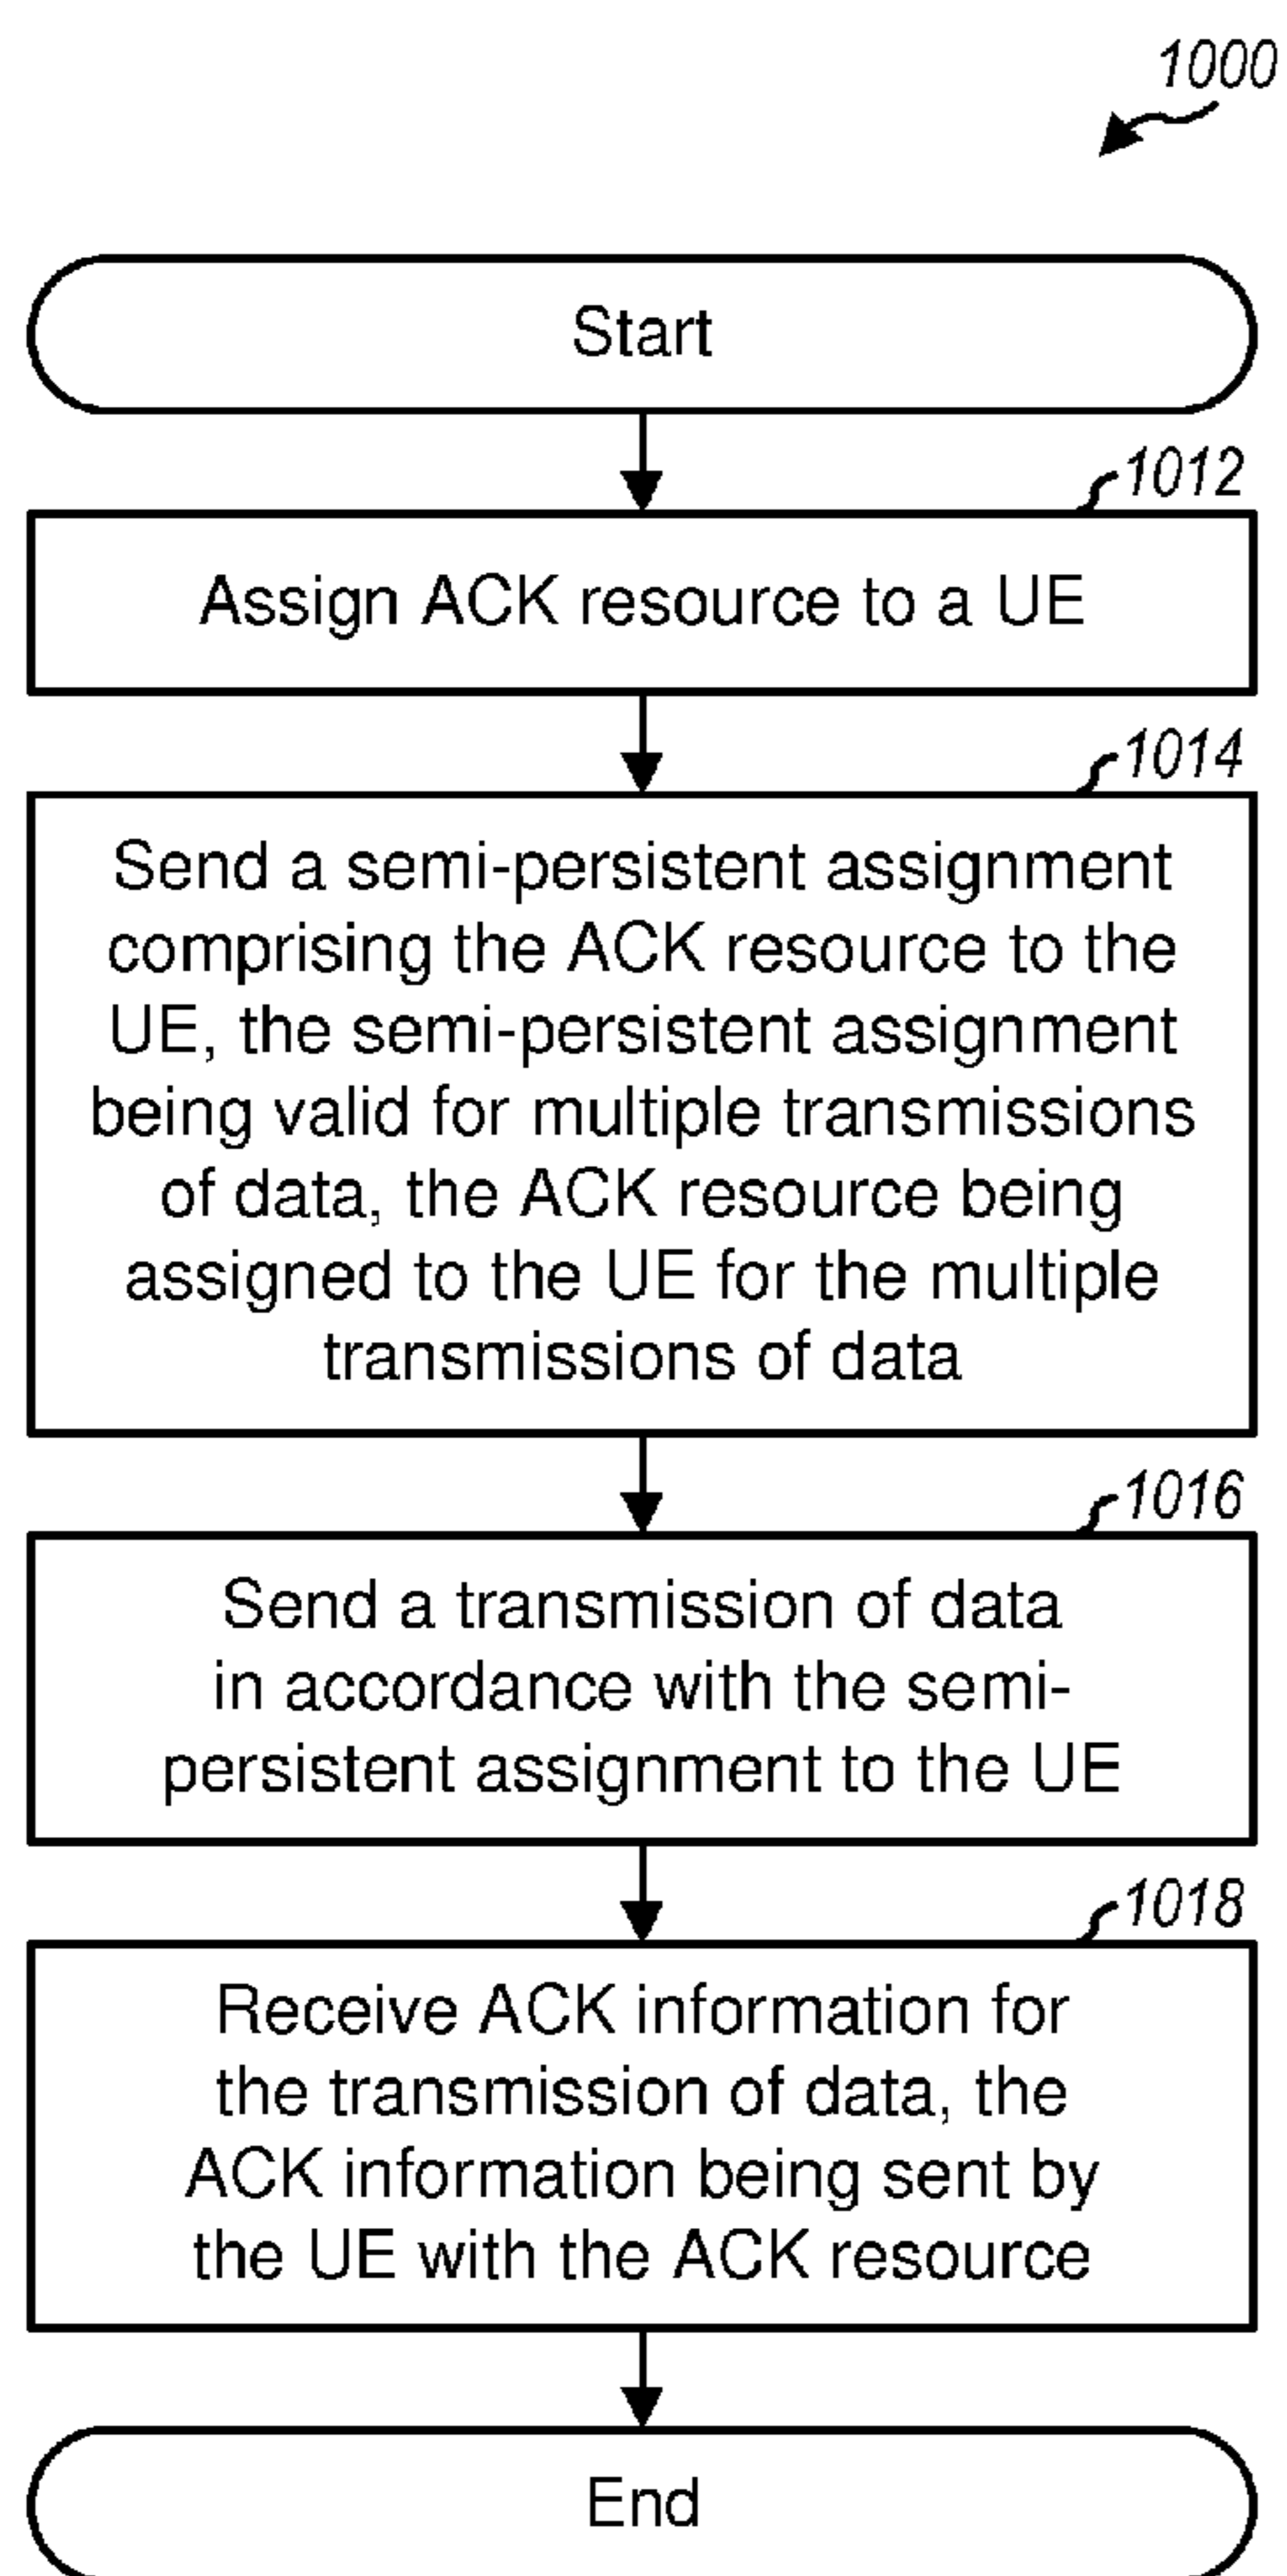 1000
Start
1012
Assign ACK resource to a UE
1014
Send a semi-persistent assignment
comprising the ACK resource to the
UE, the semi-persistent assignment
being valid for multiple transmissions
of data, the ACK resource being
assigned to the UE for the multiple
transmissions of data
1016
Send a transmission of data
in accordance with the semi-
persistent assignment to the UE
1018
Receive ACK information for
the transmission of data, the
ACK information being sent by
the UE with the ACK resource
End